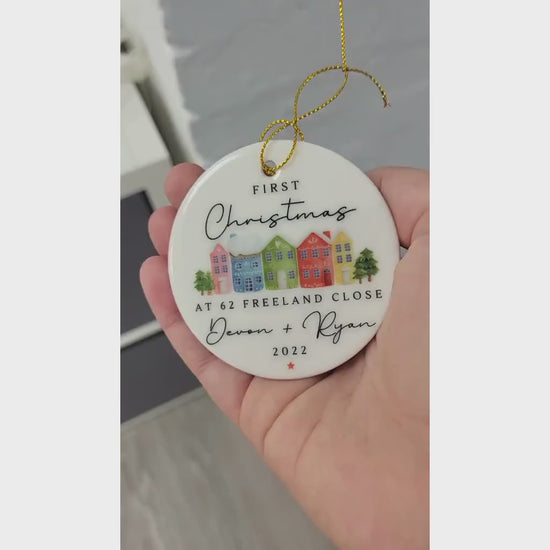 FIRST
Christmas
AT 62 FREELAND CLOSE
Devon + Ryan
2022